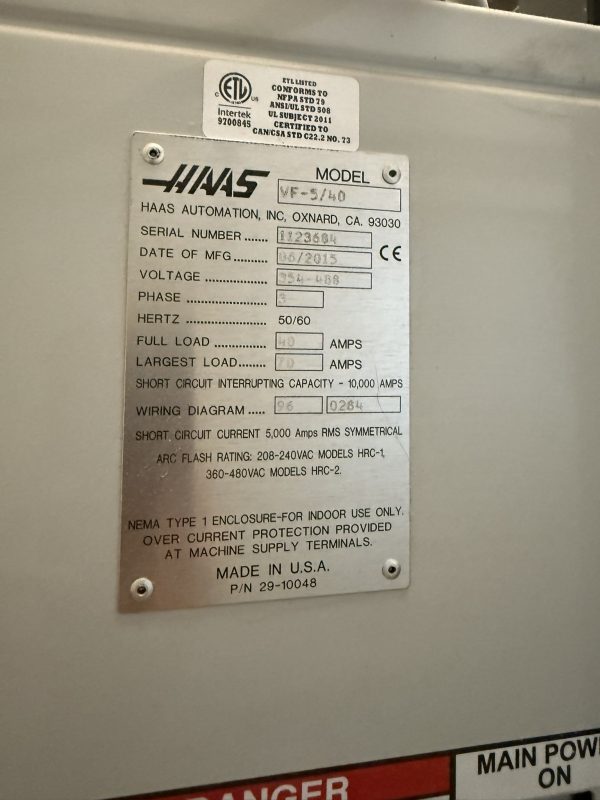 ETL LISTED
CONFORMS TO
NFPA STD 79
ANSI/UL STD 508
UL SUBJECT 2011
CERTIFIED TO
CAN/CSA STD C22.2 NO. 73
C ETL US
Intertek
9700845
HAAS
MODEL
VF-5/40
HAAS AUTOMATION, INC, OXNARD, CA. 93030
SERIAL NUMBER ....... 1123684
DATE OF MFG....... 06/2015
CE
VOLTAGE .................... 354-488
PHASE ........................ 3
HERTZ ........................ 50/60
FULL LOAD ................ 40 AMPS
LARGEST LOAD........ 70 AMPS
SHORT CIRCUIT INTERRUPTING CAPACITY - 10,000 AMPS
WIRING DIAGRAM ..... 96 0284
SHORT CIRCUIT CURRENT 5,000 Amps RMS SYMMETRICAL
ARC FLASH RATING: 208-240VAC MODELS HRC-1,
360-480VAC MODELS HRC-2.
NEMA TYPE 1 ENCLOSURE-FOR INDOOR USE ONLY.
OVER CURRENT PROTECTION PROVIDED
AT MACHINE SUPPLY TERMINALS.
MADE IN U.S.A.
P/N 29-10048
DANGER
MAIN POW
ON